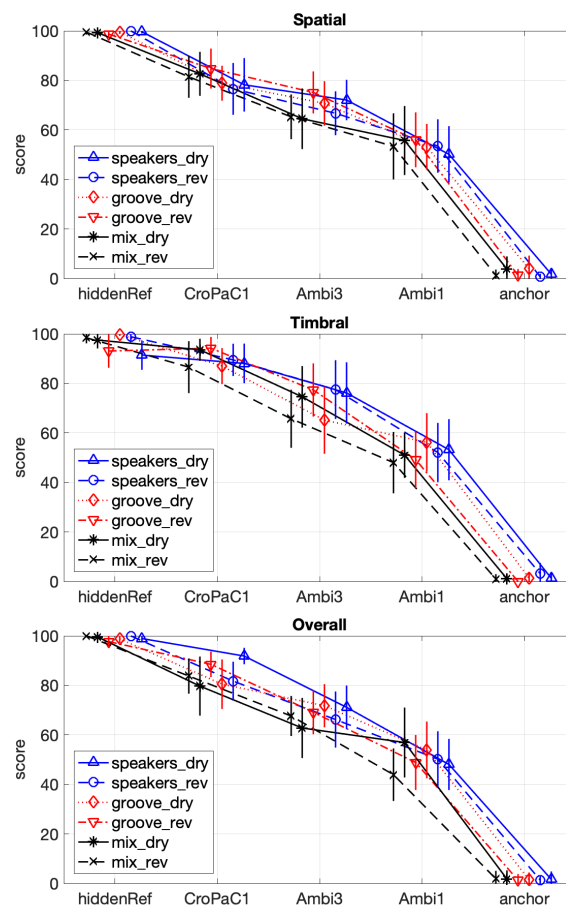 Spatial
100
80
60
40
20
0
score
speakers_dry
speakers_rev
groove_dry
groove_rev
mix_dry
mix_rev
hiddenRef CroPaC1 Ambi3 Ambi1 anchor
Timbral
100
80
60
40
20
0
score
speakers_dry
speakers_rev
groove_dry
groove_rev
mix_dry
mix_rev
hiddenRef CroPaC1 Ambi3 Ambi1 anchor
Overall
100
80
60
40
20
0
score
speakers_dry
speakers_rev
groove_dry
groove_rev
mix_dry
mix_rev
hiddenRef CroPaC1 Ambi3 Ambi1 anchor